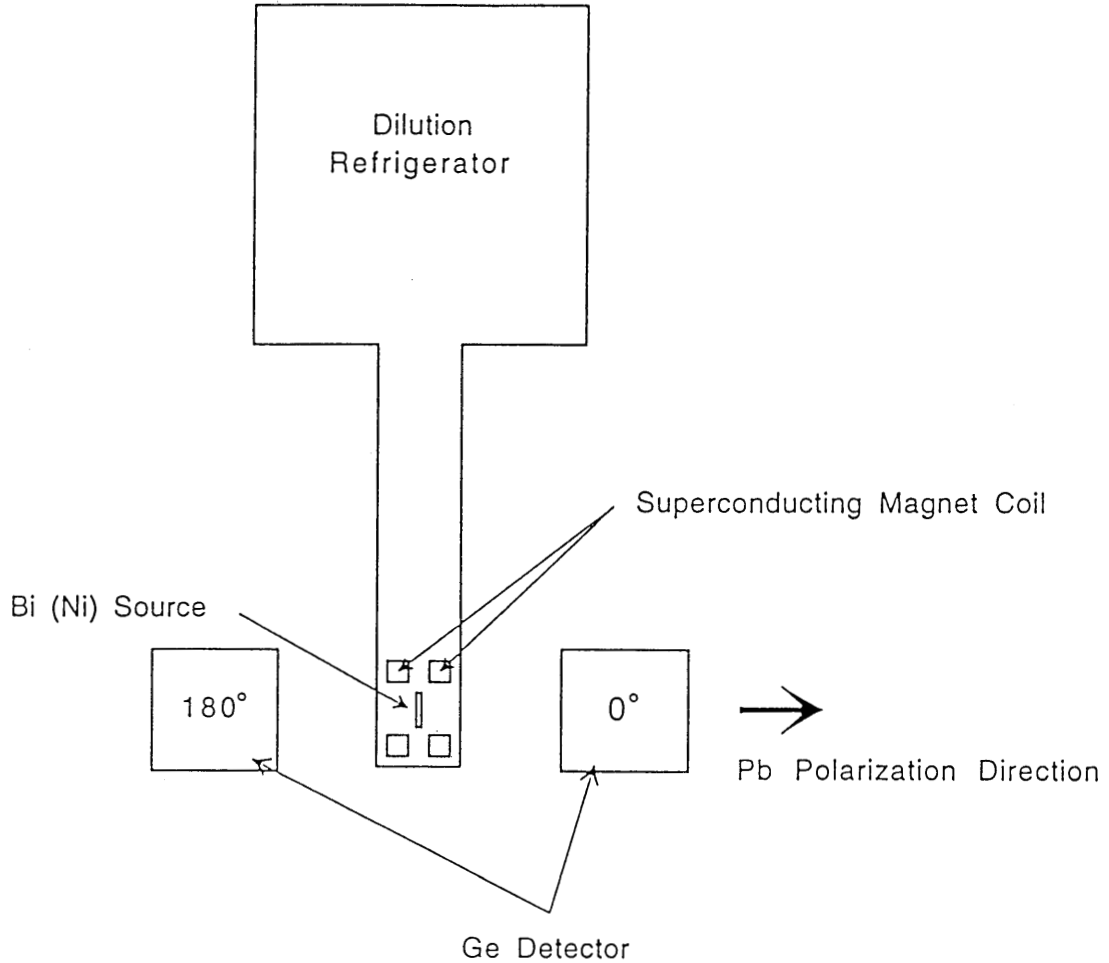 Dilution
Refrigerator
Superconducting Magnet Coil
Bi (Ni) Source
180°
0°
Pb Polarization Direction
Ge Detector